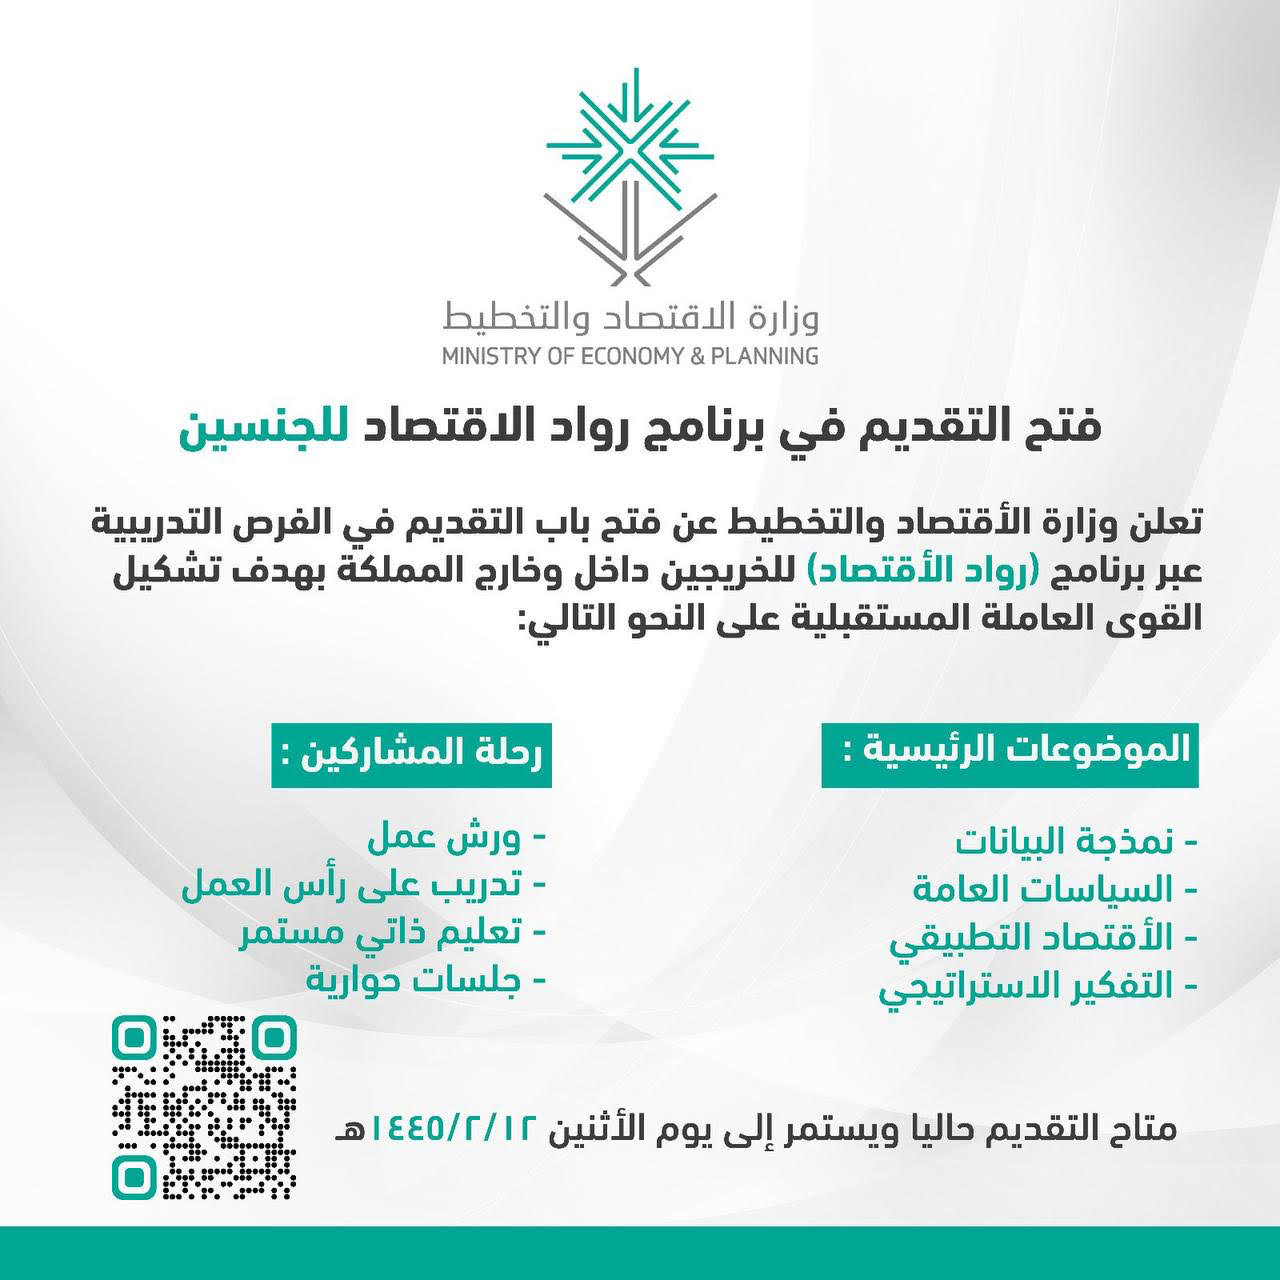 وزارة الاقتصاد والتخطيط
MINISTRY OF ECONOMY & PLANNING
فتح التقديم في برنامج رواد الاقتصاد للجنسين
تعلن وزارة الأقتصاد والتخطيط عن فتح باب التقديم في الفرص التدريبية
عبر برنامج (رواد الأقتصاد) للخريجين داخل وخارج المملكة بهدف تشكيل
القوى العاملة المستقبلية على النحو التالي:
الموضوعات الرئيسية :
- نمذجة البيانات
- السياسات العامة
- الأقتصاد التطبيقي
- التفكير الاستراتيجي
رحلة المشاركين :
- ورش عمل
- تدريب على رأس العمل
- تعليم ذاتي مستمر
- جلسات حوارية
متاح التقديم حاليا ويستمر إلى يوم الأثنين ١٤٤٥/٢/١٢هـ